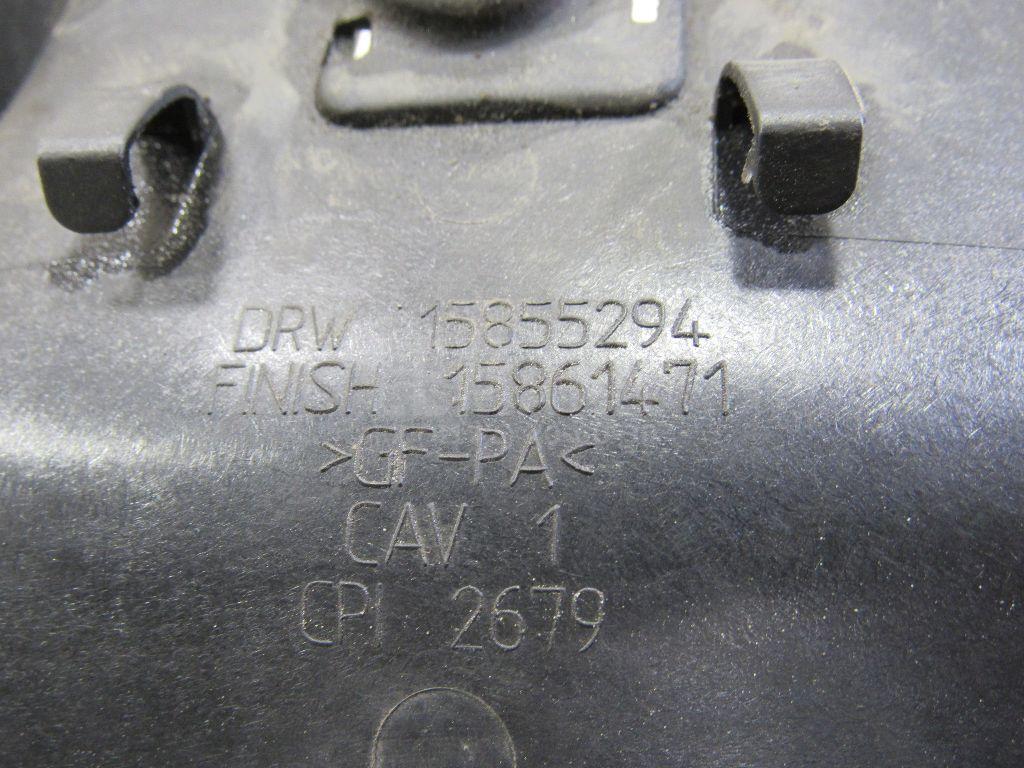 DRW 15855294
FINISH 15861471
>GF-PA<
CAV 1
CPI 2679